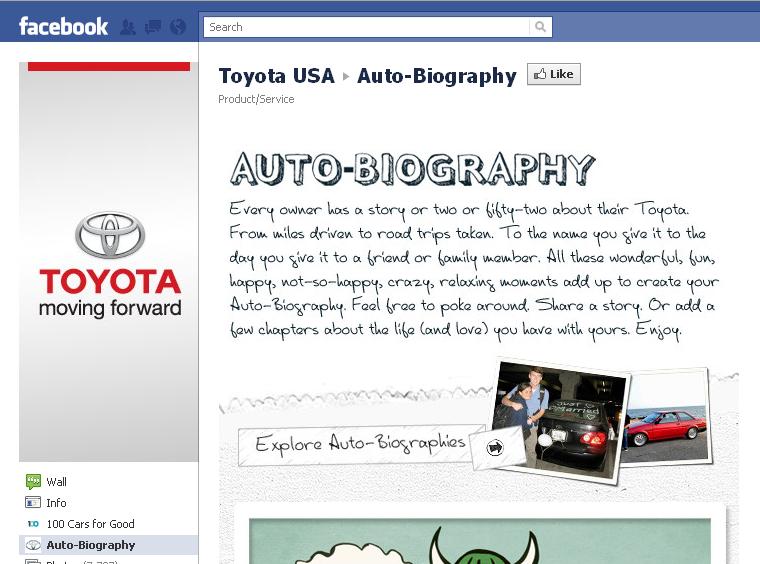 facebook
Search
Toyota USA
Auto-Biography
Like
Product/Service
TOYOTA
moving forward
AUTO-BIOGRAPHY
Every owner has a story or two or fifty-two about their Toyota.
From miles driven to road trips taken. To the name you give it to the
day you give it to a friend or family member. All these wonderful, fun,
happy, not-so-happy, crazy, relaxing moments add up to create your
Auto-Biography. Feel free to poke around. Share a story. Or add a
few chapters about the life (and love) you have with yours. Enjoy.
Just
Married
Explore Auto-Biographies
Wall
Info
100 Cars for Good
Auto-Biography